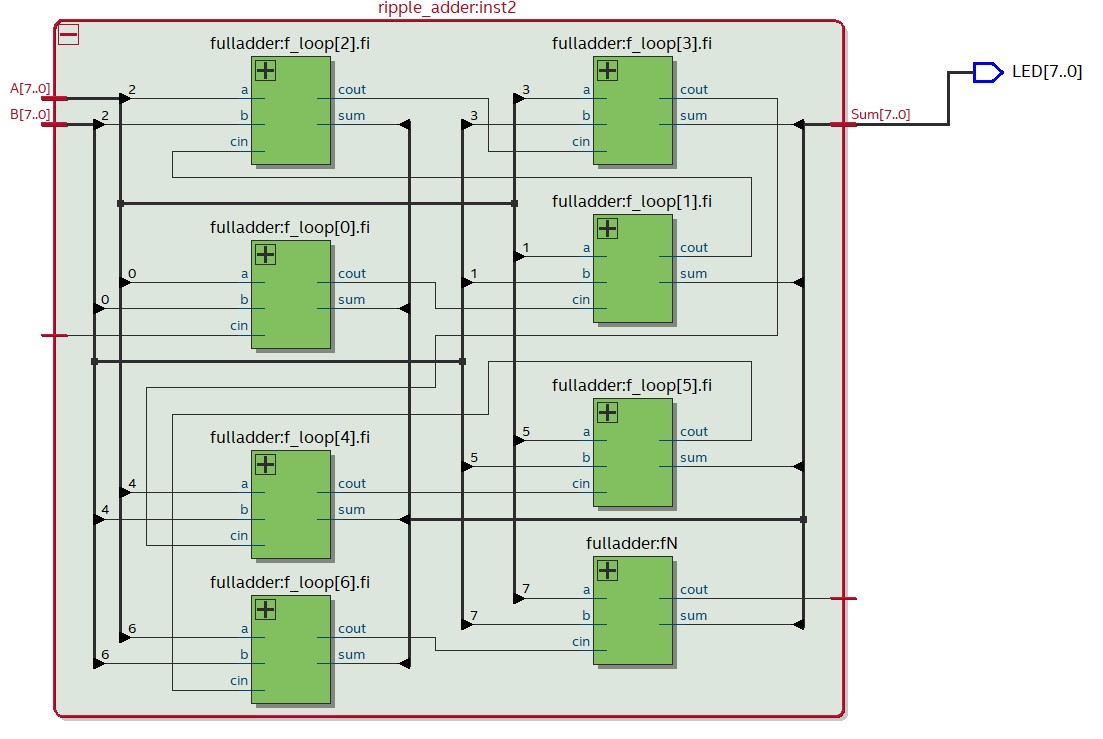 ripple_adder:inst2
fulladder:f_loop[2].fi
a
b
cin
cout
sum
2
2
fulladder:f_loop[3].fi
a
b
cin
cout
sum
3
3
A[7..0]
B[7..0]
Sum[7..0]
LED[7..0]
fulladder:f_loop[0].fi
a
b
cin
cout
sum
0
0
fulladder:f_loop[1].fi
a
b
cin
cout
sum
1
1
fulladder:f_loop[4].fi
a
b
cin
cout
sum
4
4
fulladder:f_loop[5].fi
a
b
cin
cout
sum
5
5
fulladder:f_loop[6].fi
a
b
cin
cout
sum
6
6
fulladder:fN
a
b
cin
cout
sum
7
7